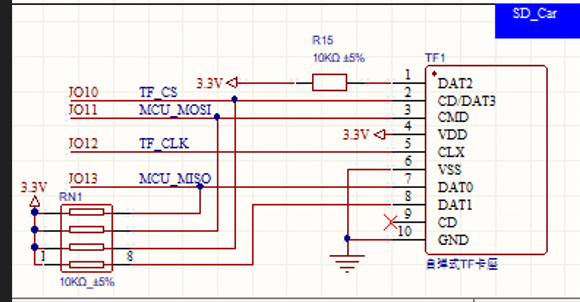 SD_Car
R15
10KΩ ±5%
TF1
3.3V
1
DAT2
JO10
TF_CS
2
CD/DAT3
JO11
MCU_MOSI
3
CMD
3.3V
4
VDD
JO12
TF_CLK
5
CLX
6
VSS
JO13
MCU_MISO
7
DAT0
3.3V
RN1
8
DAT1
9
CD
10
GND
1
8
自弹式TF卡座
10KΩ_±5%